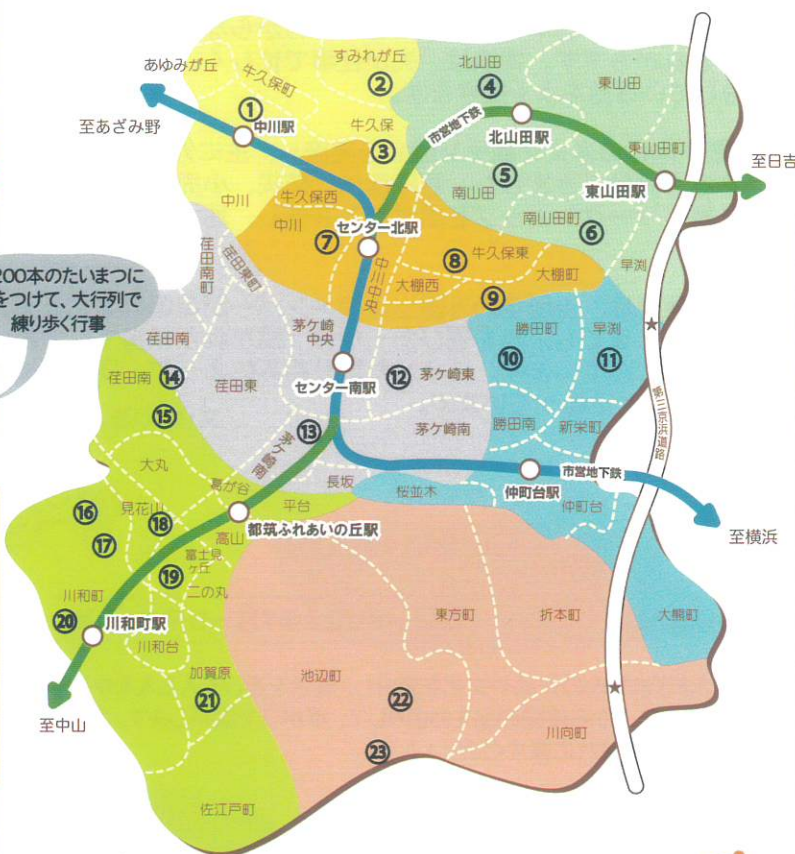 すみれが丘
あゆみが丘
牛久保町
②
北山田
④
東山田
①
中川駅
至あざみ野
牛久保
③
市営地下鉄
北山田駅
東山田町
至日吉
⑤
南山田
東山田駅
中川
牛久保西
中川
センター北駅
南山田町
⑥
⑦
⑧
牛久保東
早渕
荏田南町
荏田東町
中川中央
大棚西
大棚町
⑨
200本のたいまつに
をつけて、大行列で
練り歩く行事
茅ケ崎
中央
勝田町
早渕
荏田南
⑩
⑪
荏田南
⑭
荏田東
センター南駅
⑫
茅ケ崎東
⑮
第三京浜道路
⑬
茅ケ崎南
茅ケ崎南
勝田南
新栄町
大丸
葛が谷
長坂
仲町台駅
市営地下鉄
桜並木
仲町台
至横浜
⑯
見花山
⑱
平台
都筑ふれあいの丘駅
⑰
高山
富士見
ヶ丘
⑲
二の丸
川和町
⑳
川和町駅
川和台
東方町
折本町
大熊町
加賀原
㉑
池辺町
㉒
至中山
川向町
㉓
佐江戸町